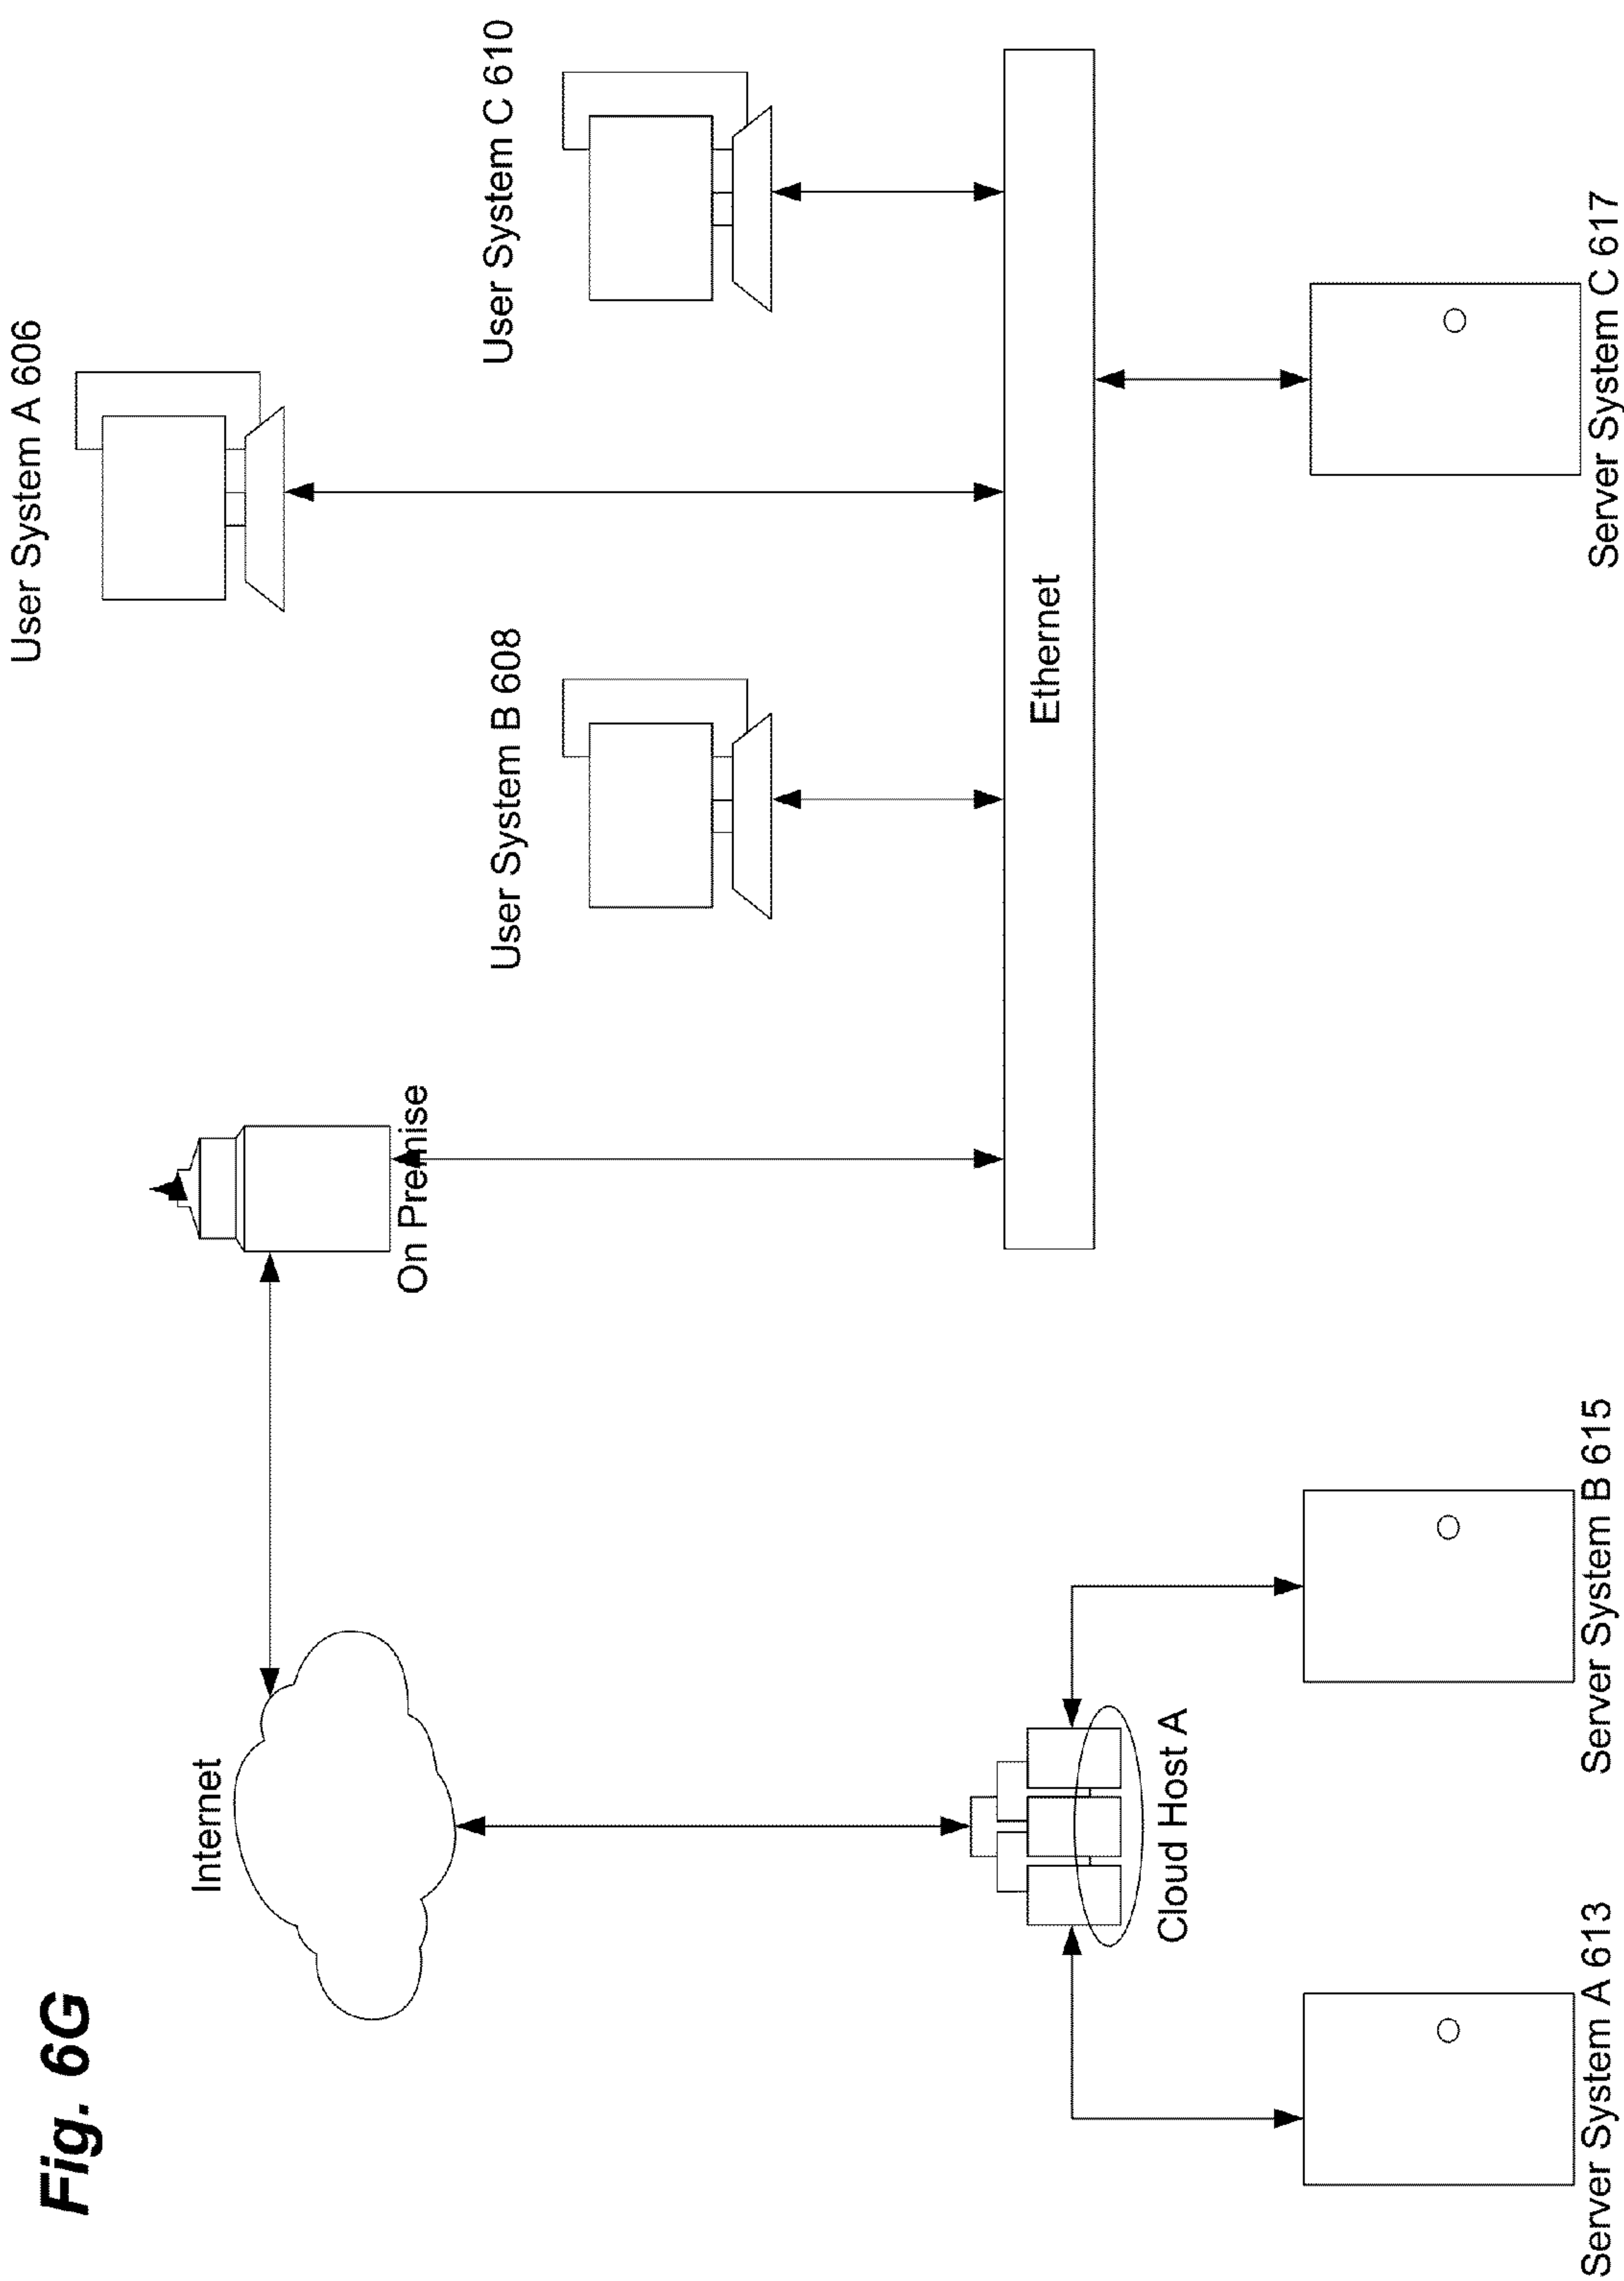 Fig. 6G
User System A 606
Internet
On Premise
User System B 608
User System C 610
Ethernet
Cloud Host A
Server System A 613
Server System B 615
Server System C 617